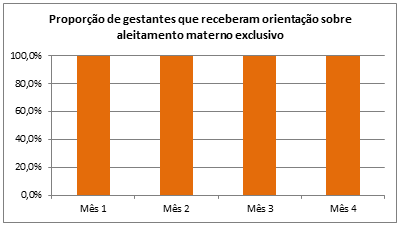 Proporção de gestantes que receberam orientação sobre
aleitamento materno exclusivo
100,0%
80,0%
60,0%
40,0%
20,0%
0,0%
Mês 1 Mês 2 Mês 3 Mês 4